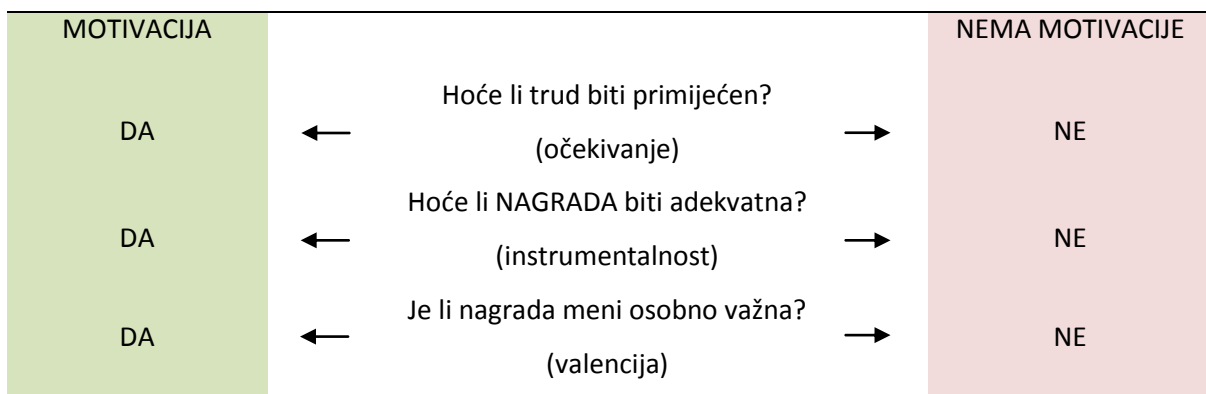 MOTIVACIJA NEMA MOTIVACIJE
Hoće li trud biti primijećen?
DA NE
(očekivanje)
Hoće li NAGRADA biti adekvatna?
DA NE
(instrumentalnost)
Je li nagrada meni osobno važna?
DA NE
(valencija)